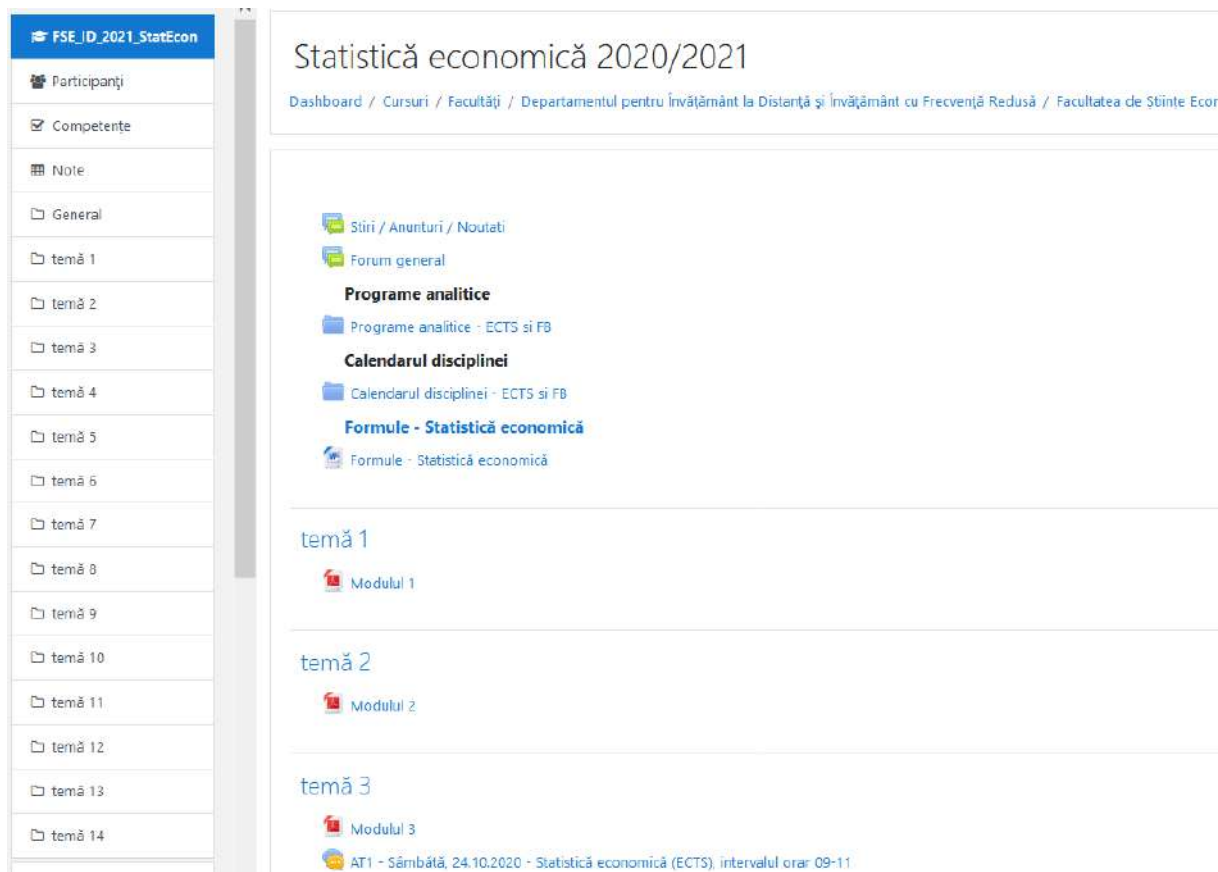 FSE_ID_2021_StatEcon
Participanți
Competențe
Note
General
temă 1
temă 2
temă 3
temă 4
temă 5
temă 6
temă 7
temă 8
temă 9
temă 10
temă 11
temă 12
temă 13
temă 14
Statistică economică 2020/2021
Dashboard / Cursuri / Facultăți / Departamentul pentru Învățământ la Distanță și Învățământ cu Frecvență Redusă / Facultatea de Științe Econ
Stiri / Anunturi / Noutati
Forum general
Programe analitice
Programe analitice - ECTS si FB
Calendarul disciplinei
Calendarul disciplinei - ECTS si FB
Formule - Statistică economică
Formule - Statistică economică
temă 1
Modulul 1
temă 2
Modulul 2
temă 3
Modulul 3
AT1 - Sâmbătă, 24.10.2020 - Statistică economică (ECTS), intervalul orar 09-11